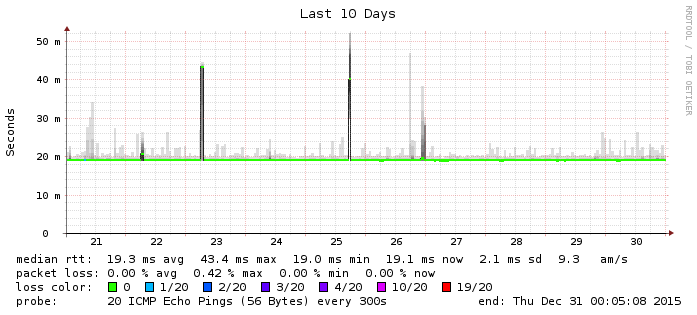 Last 10 Days
RRDTOOL / TOBI OETIKER
Seconds
50 m
40 m
30 m
20 m
10 m
0
21 22 23 24 25 26 27 28 29 30
median rtt: 19.3 ms avg 43.4 ms max 19.0 ms min 19.1 ms now 2.1 ms sd 9.3 am/s
packet loss: 0.00 % avg 0.42 % max 0.00 % min 0.00 % now
loss color: 0 1/20 2/20 3/20 4/20 10/20 19/20
probe: 20 ICMP Echo Pings (56 Bytes) every 300s end: Thu Dec 31 00:05:08 2015